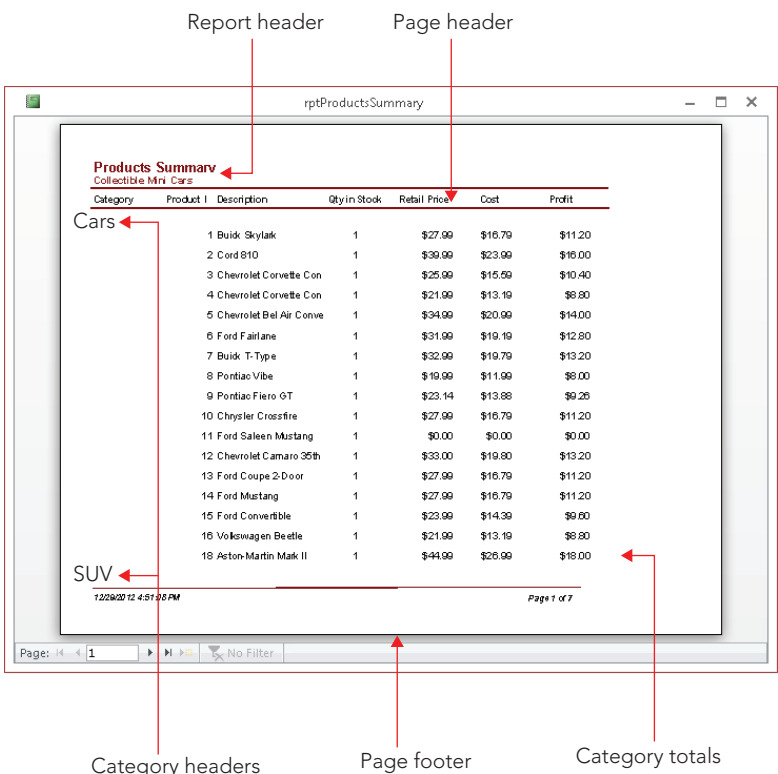 Report header Page header
rptProductsSummary
Products Summary
Collectible Mini Cars
Category Product I Description Qty in Stock Retail Price Cost Profit
Cars
1 Buick Skylark 1 $27.99 $16.79 $11.20
2 Cord 810 1 $39.99 $23.99 $16.00
3 Chevrolet Corvette Con 1 $25.99 $15.59 $10.40
4 Chevrolet Corvette Con 1 $21.99 $13.19 $8.80
5 Chevrolet Bel Air Conve 1 $34.99 $20.99 $14.00
6 Ford Fairlane 1 $31.99 $19.19 $12.80
7 Buick T-Type 1 $32.99 $19.79 $13.20
8 Pontiac Vibe 1 $19.99 $11.99 $8.00
9 Pontiac Fiero GT 1 $23.14 $13.88 $9.26
10 Chrysler Crossfire 1 $27.99 $16.79 $11.20
11 Ford Saleen Mustang 1 $0.00 $0.00 $0.00
12 Chevrolet Camaro 35th 1 $33.00 $19.80 $13.20
13 Ford Coupe 2-Door 1 $27.99 $16.79 $11.20
14 Ford Mustang 1 $27.99 $16.79 $11.20
15 Ford Convertible 1 $23.99 $14.39 $9.60
16 Volkswagen Beetle 1 $21.99 $13.19 $8.80
18 Aston-Martin Mark II 1 $44.99 $26.99 $18.00
SUV
12/29/2012 4:51:08 PM Page 1 of 7
Page: 1 No Filter
Category headers Page footer Category totals